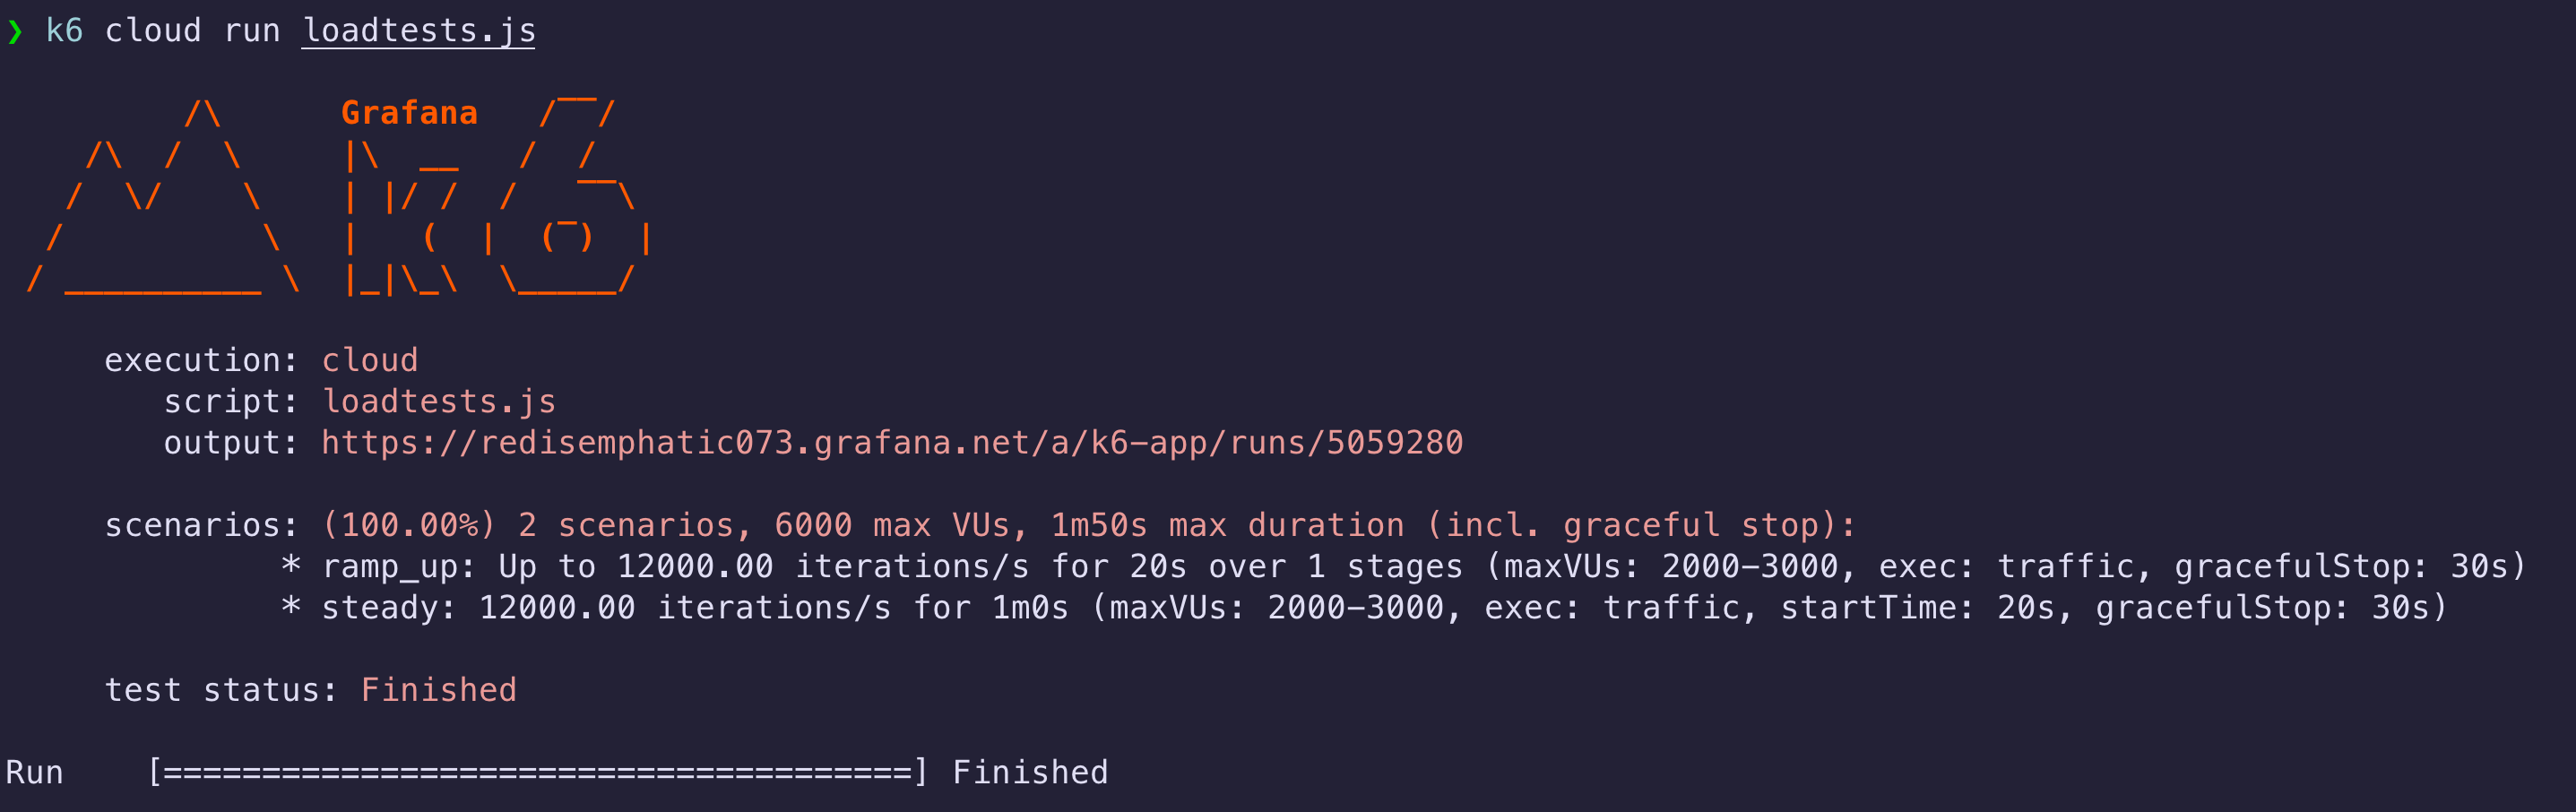 ❯ k6 cloud run loadtests.js
Grafana
execution: cloud
script: loadtests.js
output: https://redisemphatic073.grafana.net/a/k6-app/runs/5059280
scenarios: (100.00%) 2 scenarios, 6000 max VUs, 1m50s max duration (incl. graceful stop):
* ramp_up: Up to 12000.00 iterations/s for 20s over 1 stages (maxVUs: 2000-3000, exec: traffic, gracefulStop: 30s)
* steady: 12000.00 iterations/s for 1m0s (maxVUs: 2000-3000, exec: traffic, startTime: 20s, gracefulStop: 30s)
test status: Finished
Run [======================================] Finished